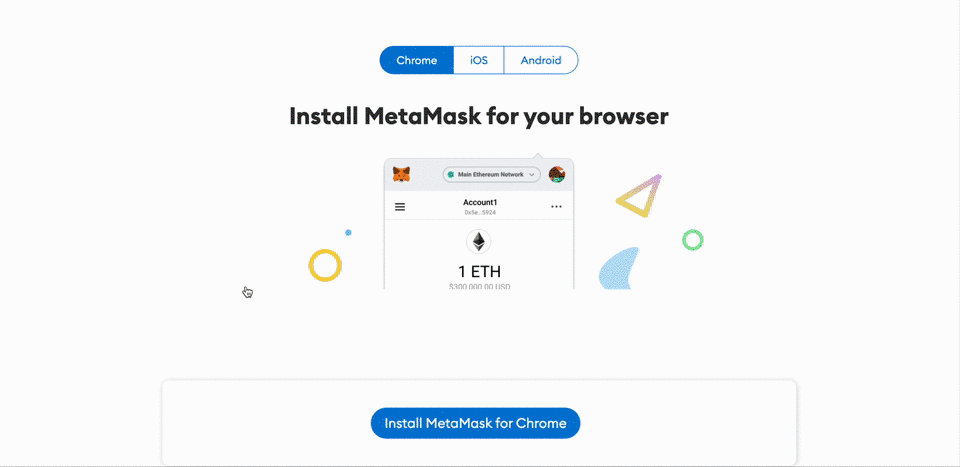 Chrome
iOS
Android
Install MetaMask for your browser
Main Ethereum Network
Account1
0x5e...5924
1 ETH
$300,000.00 USD
Install MetaMask for Chrome